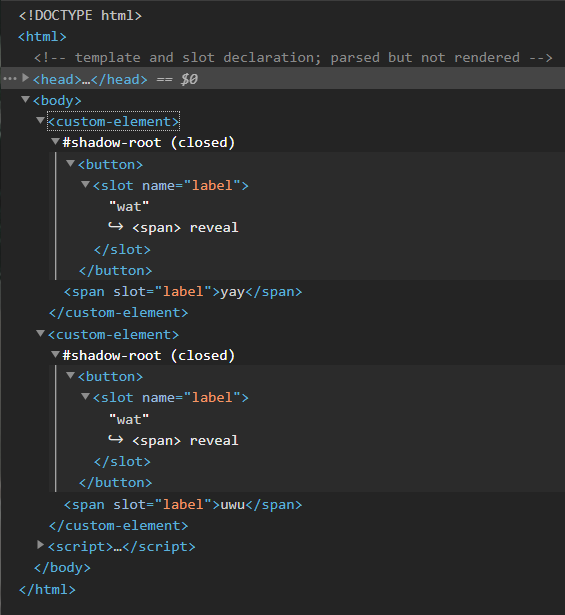 <!DOCTYPE html>
<html>
<!-- template and slot declaration; parsed but not rendered -->
<head>…</head> == $0
<body>
<custom-element>
#shadow-root (closed)
<button>
<slot name="label">
"wat"
↪ <span> reveal
</slot>
</button>
<span slot="label">yay</span>
</custom-element>
<custom-element>
#shadow-root (closed)
<button>
<slot name="label">
"wat"
↪ <span> reveal
</slot>
</button>
<span slot="label">uwu</span>
</custom-element>
<script>…</script>
</body>
</html>